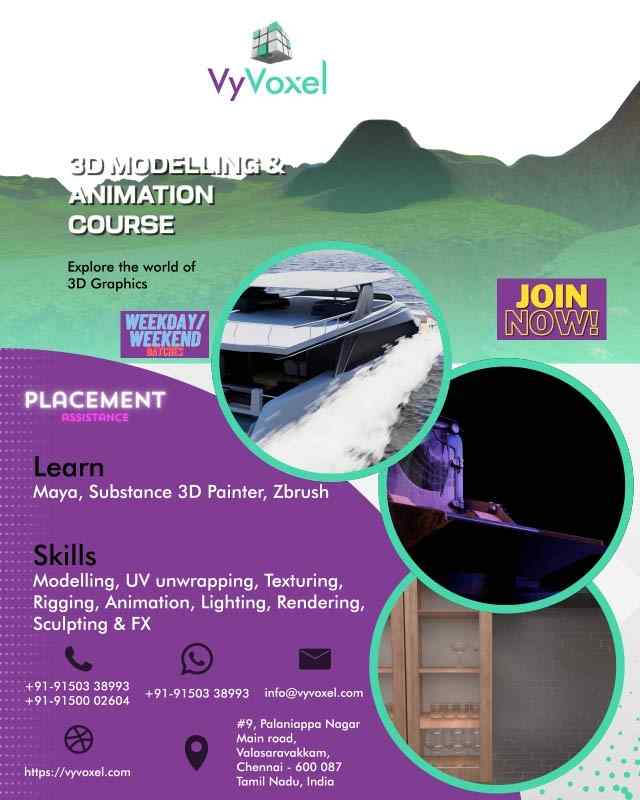 VyVoxel
3D MODELLING &
ANIMATION
COURSE
Explore the world of
3D Graphics
WEEKDAY/
WEEKEND
BATCHES
JOIN
NOW!
PLACEMENT
ASSISTANCE
Learn
Maya, Substance 3D Painter, Zbrush
Skills
Modelling, UV unwrapping, Texturing,
Rigging, Animation, Lighting, Rendering,
Sculpting & FX
+91-91503 38993
+91-91500 02604
+91-91503 38993
info@vyvoxel.com
https://vyvoxel.com
#9, Palaniappa Nagar
Main road,
Valasaravakkam,
Chennai - 600 087
Tamil Nadu, India